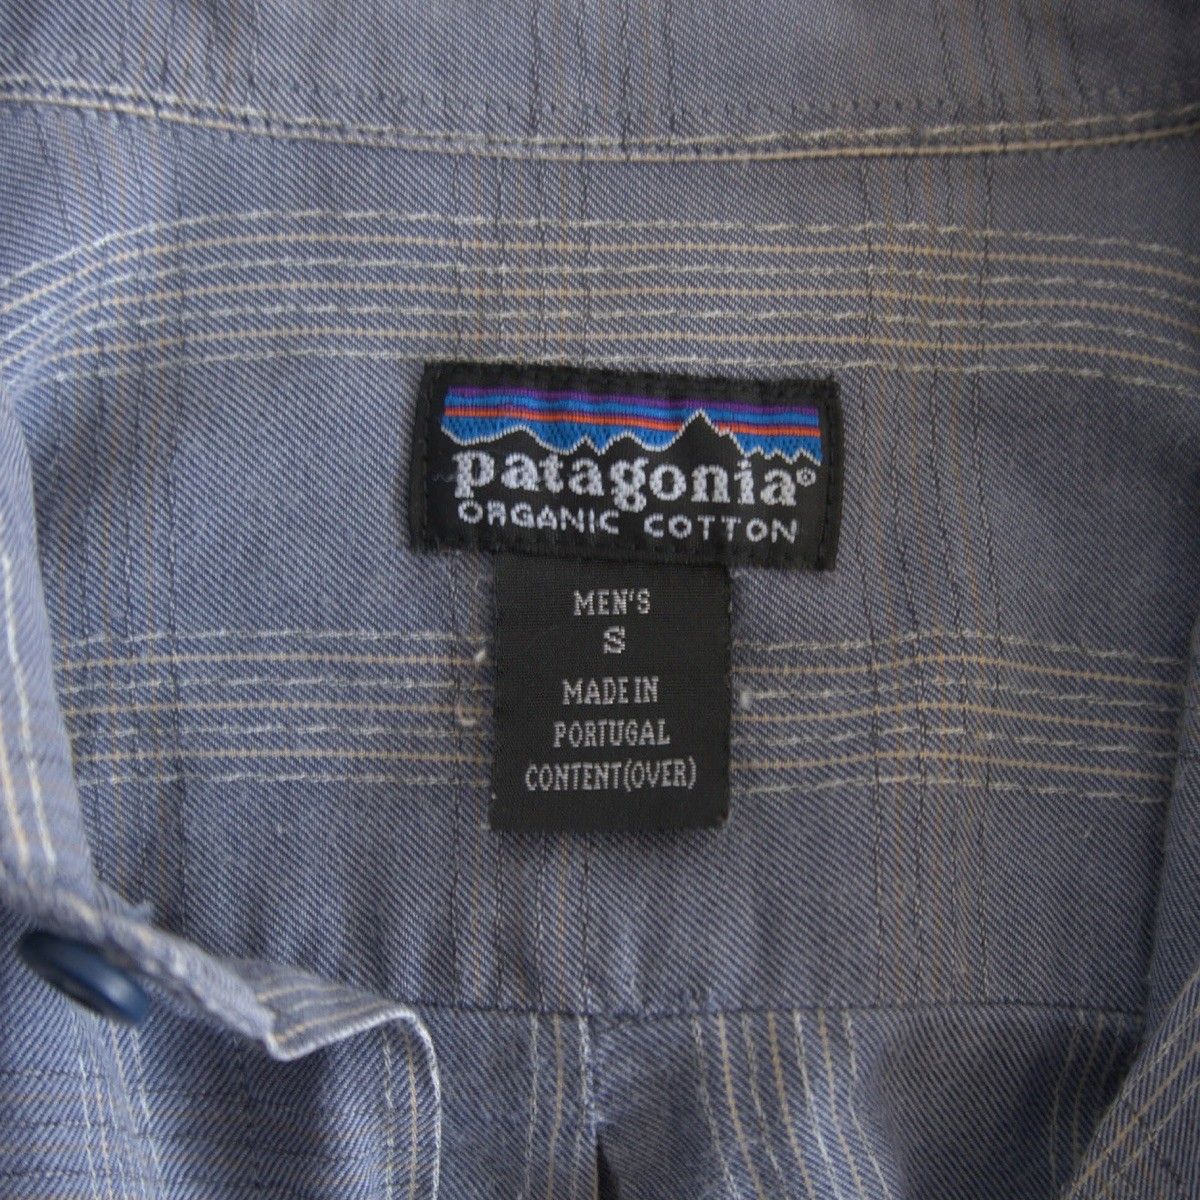 patagonia®
ORGANIC COTTON
MEN'S
S
MADE IN
PORTUGAL
CONTENT(OVER)